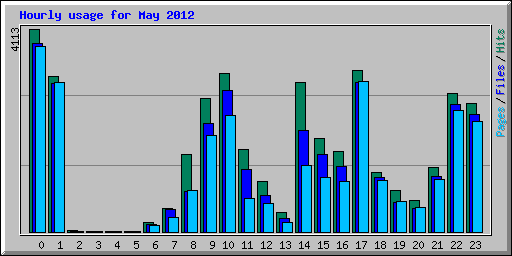 Hourly usage for May 2012
4113
Pages/Files/Hits
0 1 2 3 4 5 6 7 8 9 10 11 12 13 14 15 16 17 18 19 20 21 22 23